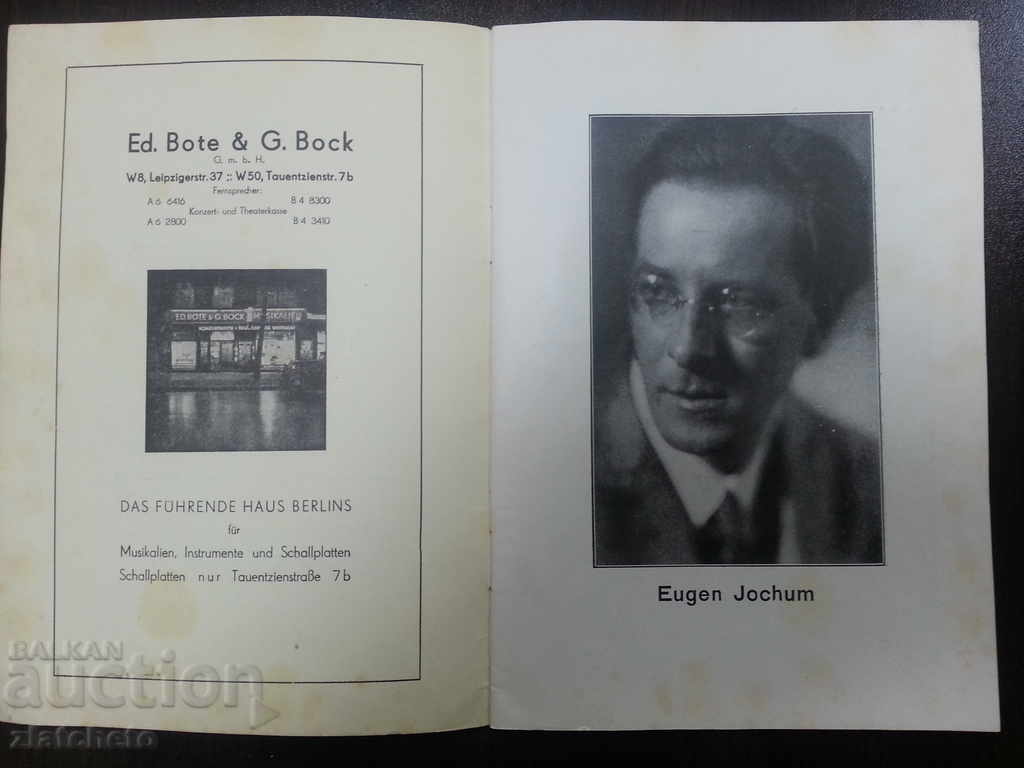 Ed. Bote & G. Bock
G. m. b. H.
W8, Leipzigerstr. 37 :: W50, Tauentzienstr. 7b
Fernsprecher:
A 6 6416 B 4 8300
Konzert- und Theaterkasse
A 6 2800 B 4 3410
ED. BOTE & G. BOCK MUSIKALIEN
DAS FÜHRENDE HAUS BERLINS
für
Musikalien, Instrumente und Schallplatten
Schallplatten nur Tauentzienstraße 7 b
Eugen Jochum
BALKAN
auction
zlatcheto